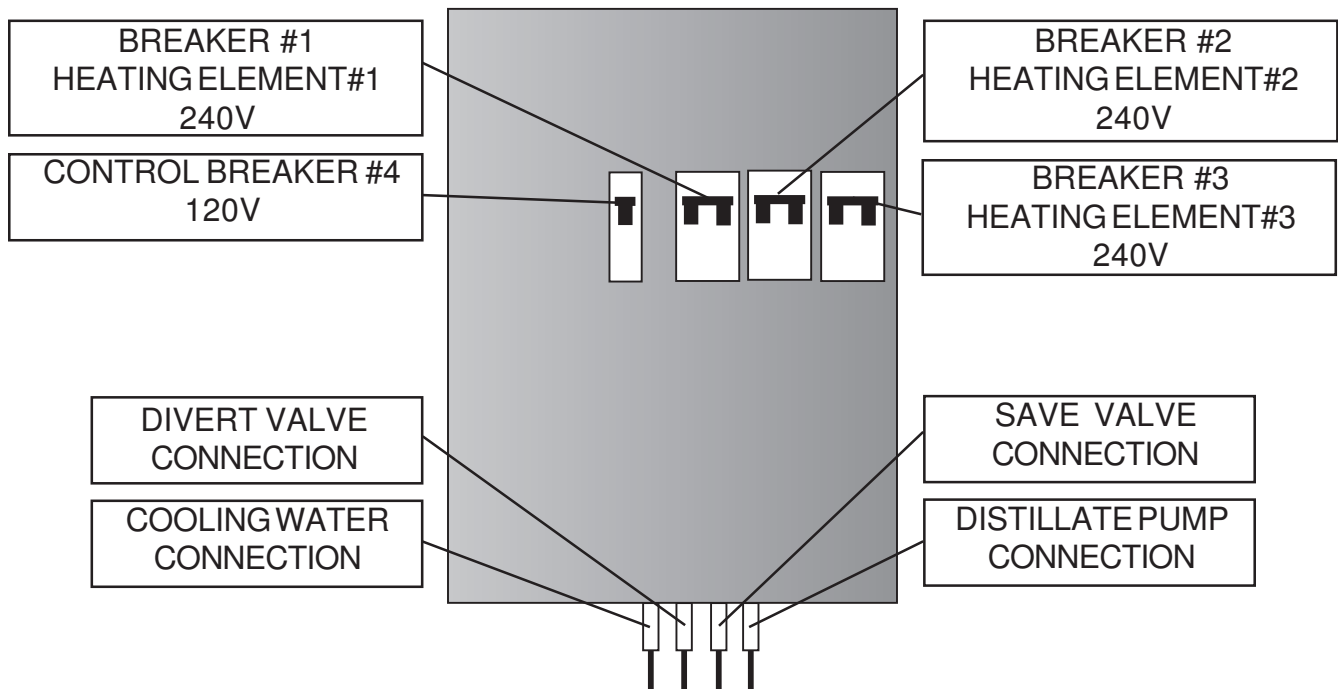 BREAKER #1
HEATING ELEMENT#1
240V
CONTROL BREAKER #4
120V
BREAKER #2
HEATING ELEMENT#2
240V
BREAKER #3
HEATING ELEMENT#3
240V
DIVERT VALVE
CONNECTION
COOLING WATER
CONNECTION
SAVE VALVE
CONNECTION
DISTILLATE PUMP
CONNECTION